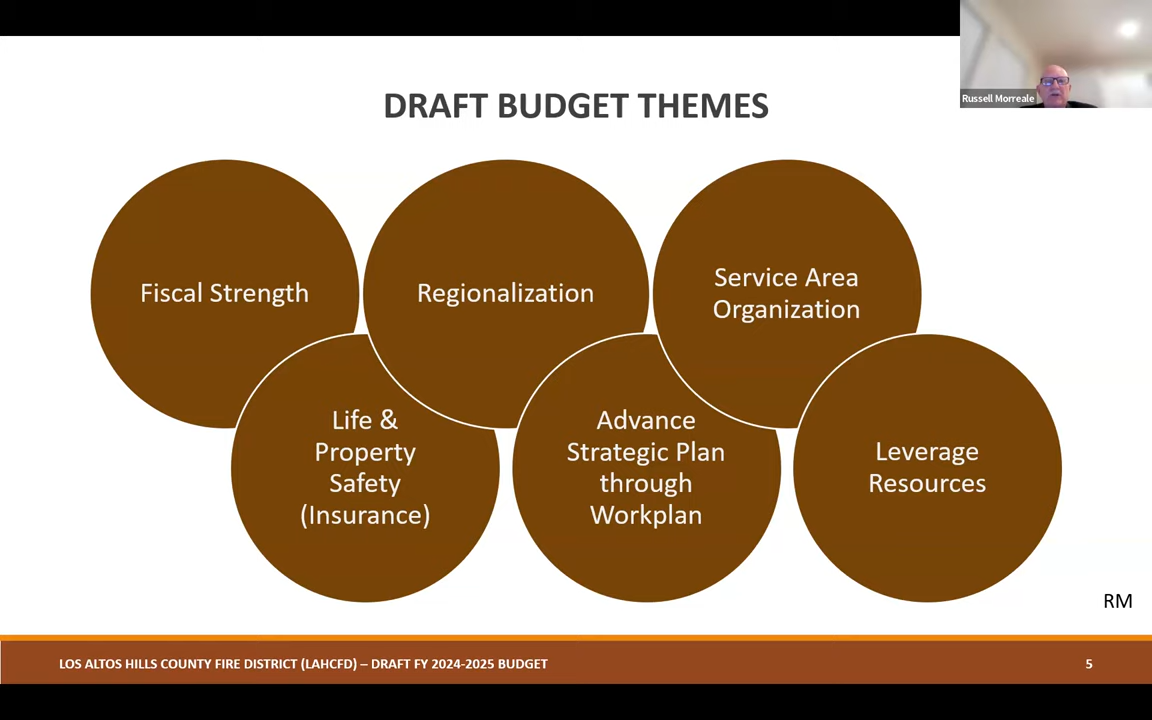 Russell Morreale
DRAFT BUDGET THEMES
Fiscal Strength
Regionalization
Service Area
Organization
Life &
Property
Safety
(Insurance)
Advance
Strategic Plan
through
Workplan
Leverage
Resources
RM
LOS ALTOS HILLS COUNTY FIRE DISTRICT (LAHCFD) – DRAFT FY 2024-2025 BUDGET
5